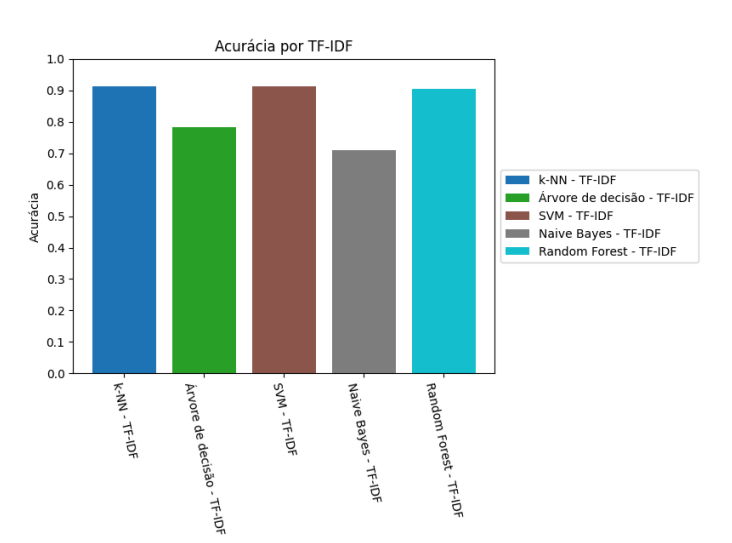 Acurácia por TF-IDF
Acurácia
1.0
0.9
0.8
0.7
0.6
0.5
0.4
0.3
0.2
0.1
0.0
k-NN - TF-IDF
Árvore de decisão - TF-IDF
SVM - TF-IDF
Naive Bayes - TF-IDF
Random Forest - TF-IDF
k-NN - TF-IDF
Árvore de decisão - TF-IDF
SVM - TF-IDF
Naive Bayes - TF-IDF
Random Forest - TF-IDF